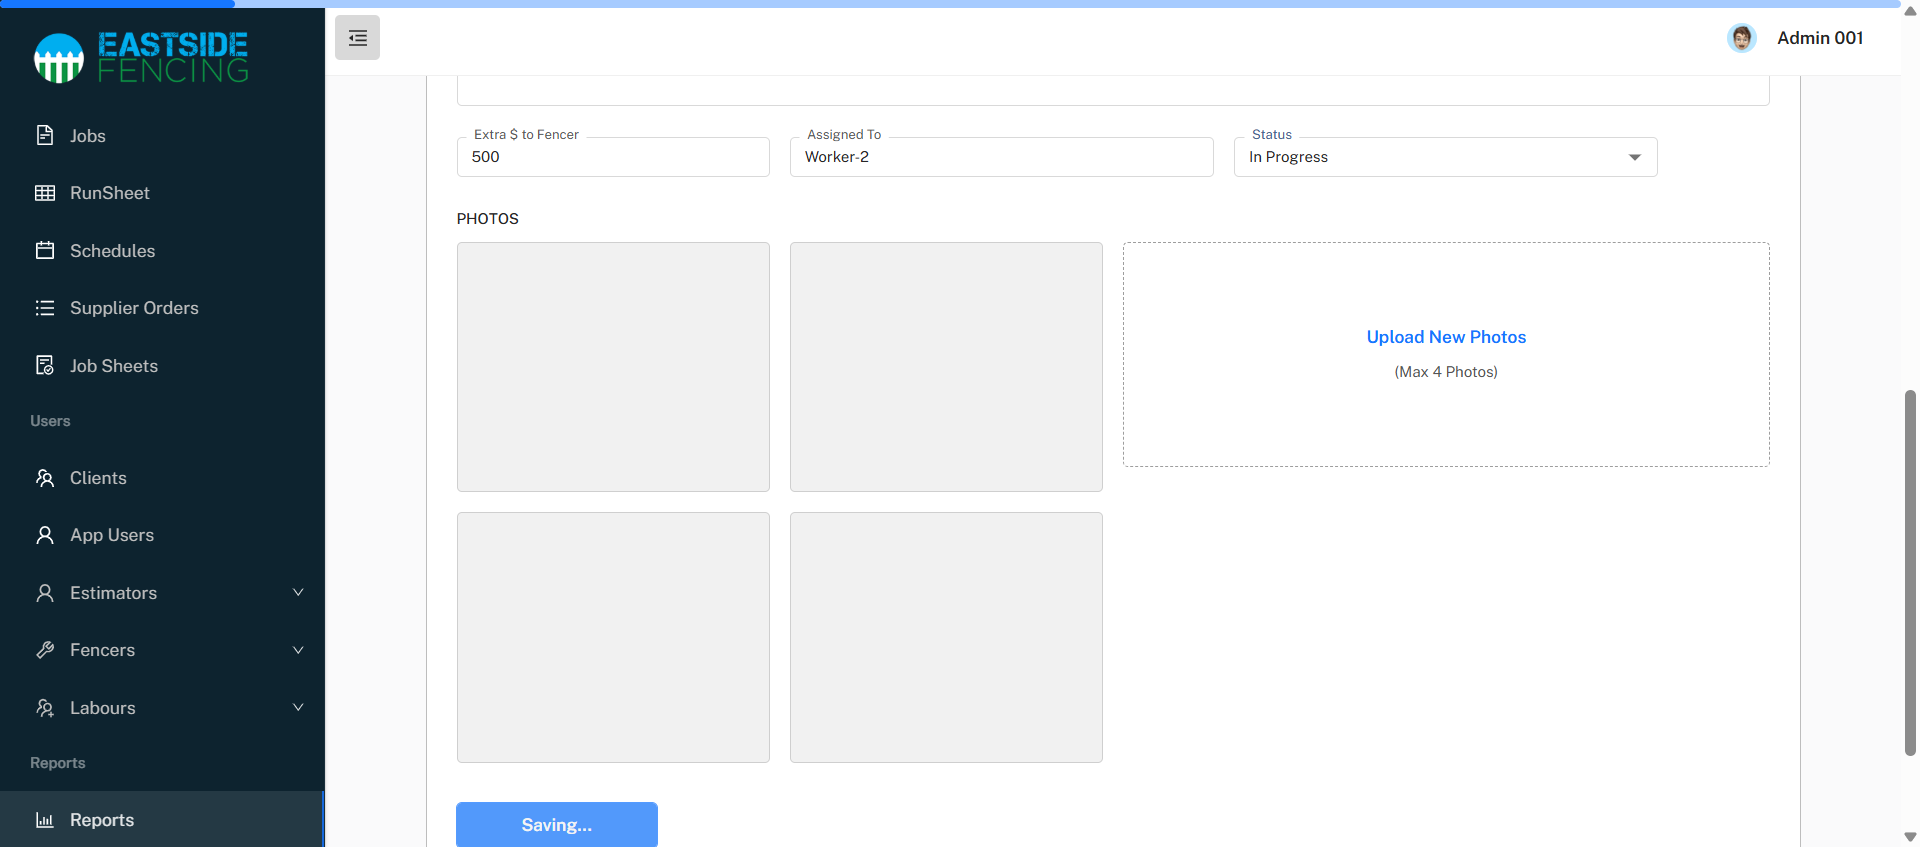 EASTSIDE
FENCING
Admin 001
Jobs
RunSheet
Schedules
Supplier Orders
Job Sheets
Users
Clients
App Users
Estimators
Fencers
Labours
Reports
Reports
Extra $ to Fencer
500
Assigned To
Worker-2
Status
In Progress
PHOTOS
Upload New Photos
(Max 4 Photos)
Saving...